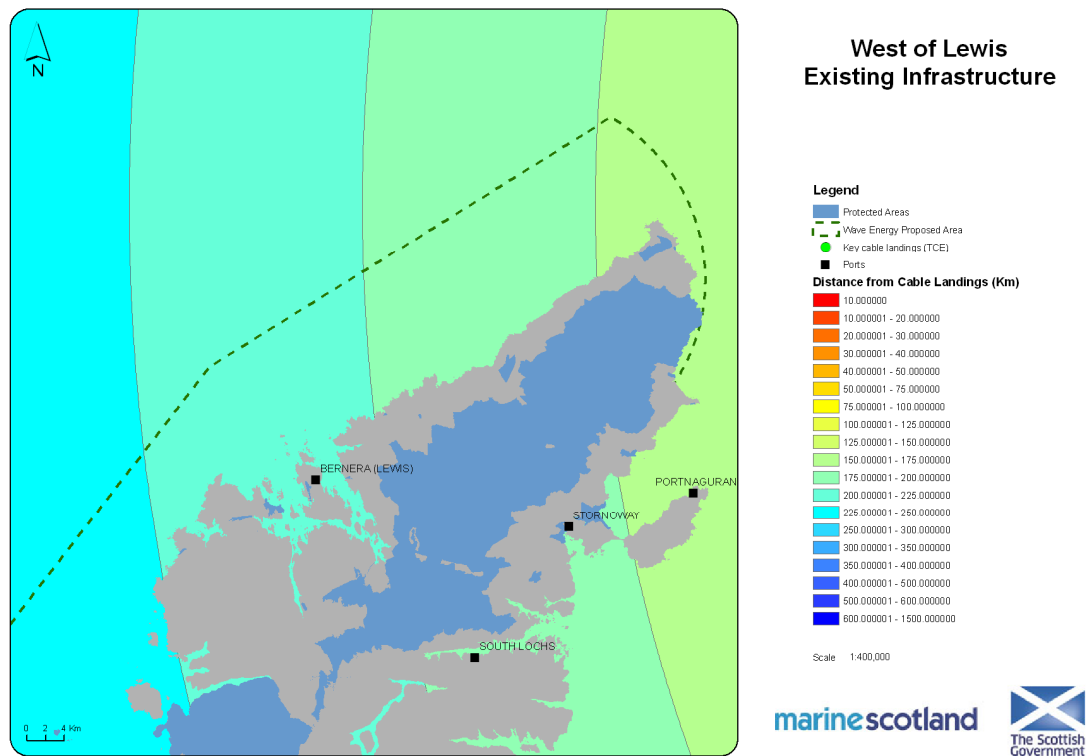 West of Lewis
Existing Infrastructure
N
Legend
Protected Areas
Wave Energy Proposed Area
Key cable landings (TCE)
Ports
Distance from Cable Landings (Km)
10.000000
10.000001 - 20.000000
20.000001 - 30.000000
30.000001 - 40.000000
40.000001 - 50.000000
50.000001 - 75.000000
75.000001 - 100.000000
100.000001 - 125.000000
125.000001 - 150.000000
150.000001 - 175.000000
175.000001 - 200.000000
200.000001 - 225.000000
225.000001 - 250.000000
250.000001 - 300.000000
300.000001 - 350.000000
350.000001 - 400.000000
400.000001 - 500.000000
500.000001 - 600.000000
600.000001 - 1500.000000
Scale 1:400,000
BERNERA (LEWIS)
PORTNAGURAN
STORNOWAY
SOUTH LOCHS
0 2 4 Km
marinescotland
The Scottish
Government